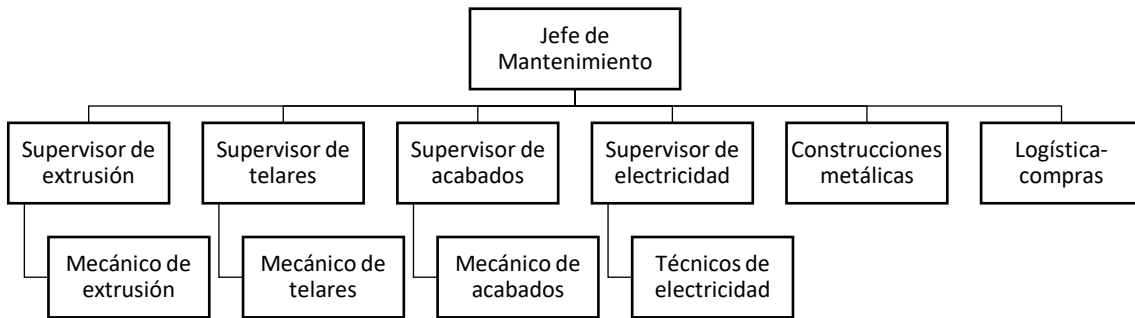 Jefe de
Mantenimiento
Supervisor de
extrusión
Supervisor de
telares
Supervisor de
acabados
Supervisor de
electricidad
Construcciones
metálicas
Logística-
compras
Mecánico de
extrusión
Mecánico de
telares
Mecánico de
acabados
Técnicos de
electricidad